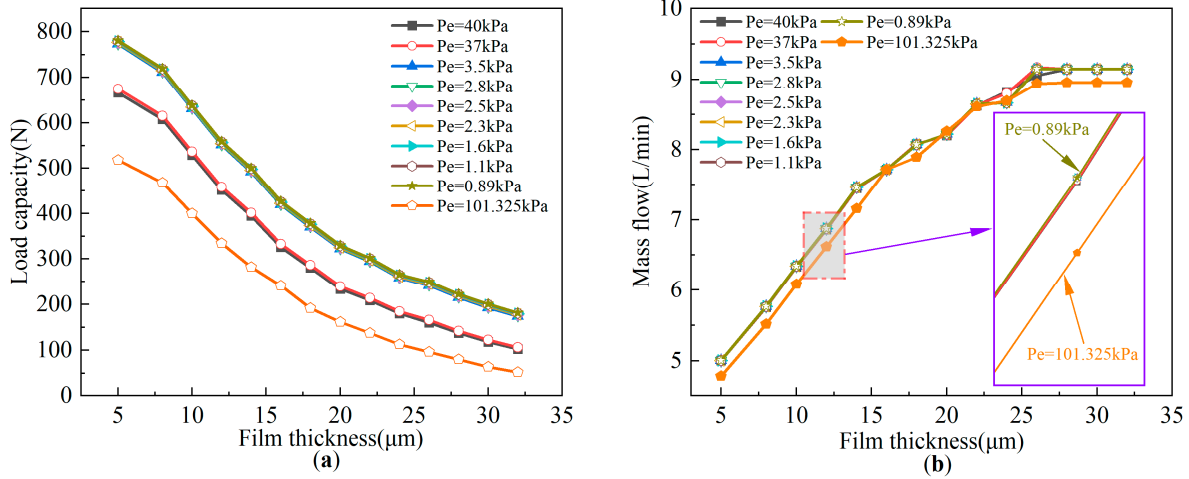 800
700
600
500
400
300
200
100
0
Load capacity(N)
Pe=40kPa
Pe=37kPa
Pe=3.5kPa
Pe=2.8kPa
Pe=2.5kPa
Pe=2.3kPa
Pe=1.6kPa
Pe=1.1kPa
Pe=0.89kPa
Pe=101.325kPa
5 10 15 20 25 30 35
Film thickness(μm)
(a)
10
9
8
7
6
5
Mass flow(L/min)
Pe=40kPa Pe=0.89kPa
Pe=37kPa Pe=101.325kPa
Pe=3.5kPa
Pe=2.8kPa
Pe=2.5kPa
Pe=2.3kPa
Pe=1.6kPa
Pe=1.1kPa
Pe=0.89kPa
Pe=101.325kPa
5 10 15 20 25 30 35
Film thickness(μm)
(b)